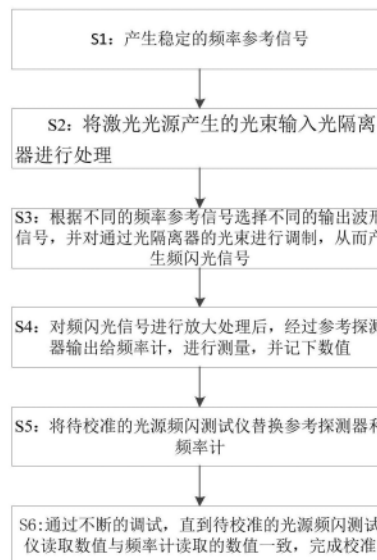 S1：产生稳定的频率参考信号
S2：将激光光源产生的光束输入光隔离
器进行处理
S3：根据不同的频率参考信号选择不同的输出波形
信号，并对通过光隔离器的光束进行调制，从而产
生频闪光信号
S4：对频闪光信号进行放大处理后，经过参考探测
器输出给频率计，进行测量，并记下数值
S5：将待校准的光源频闪测试仪替换参考探测器和
频率计
S6:通过不断的调试，直到待校准的光源频闪测试
仪读取数值与频率计读取的数值一致，完成校准